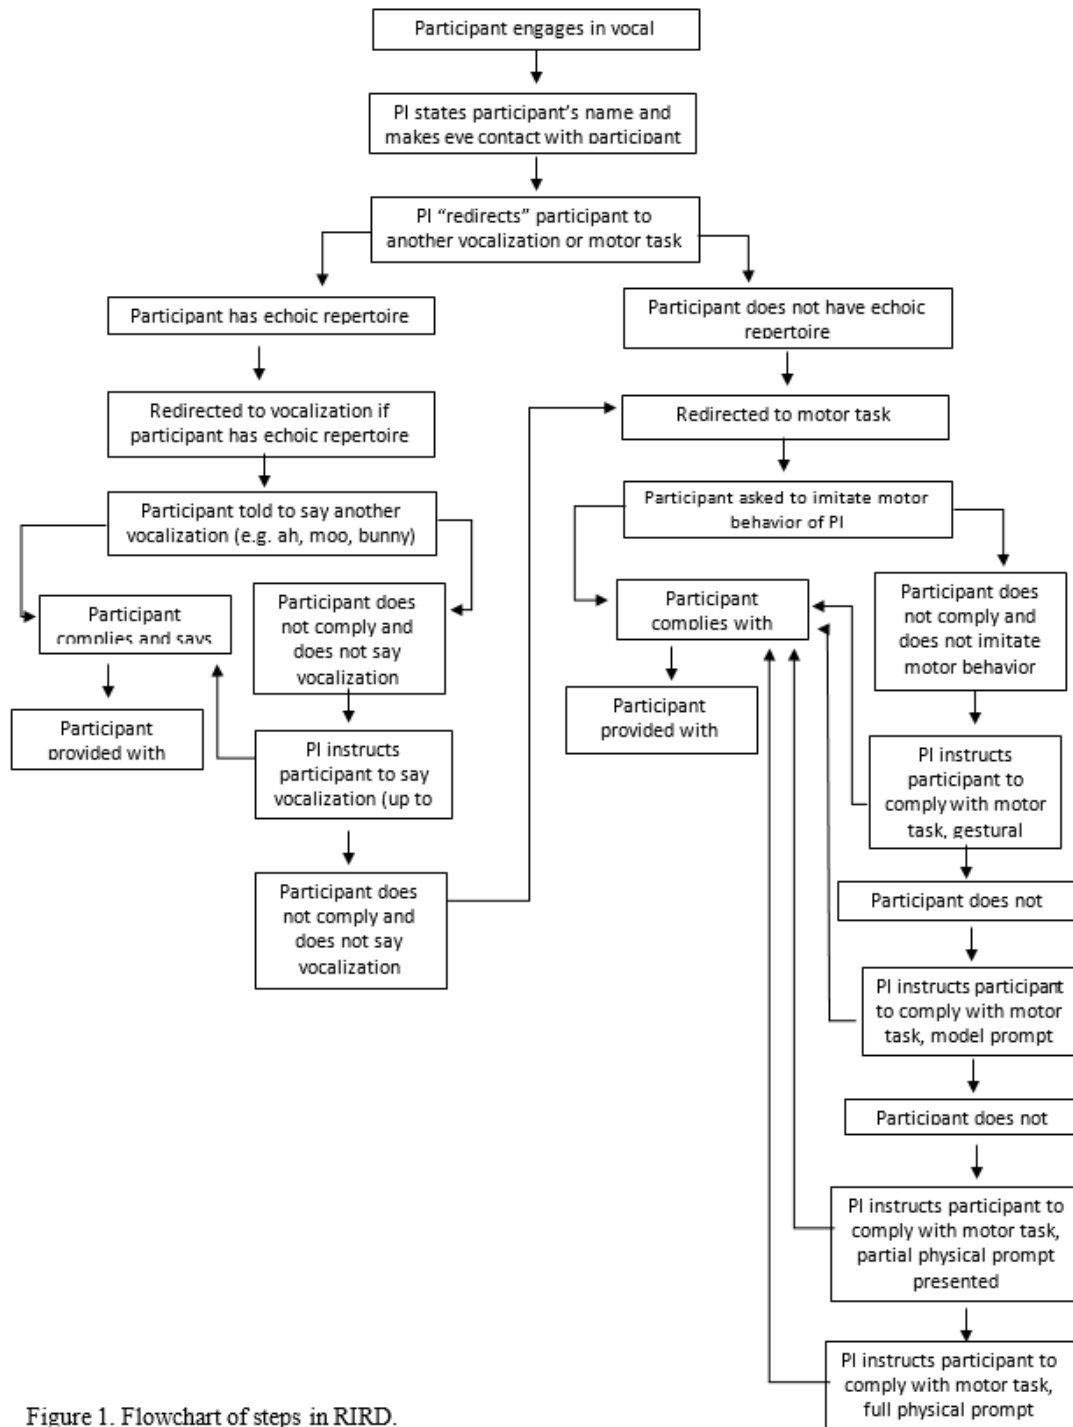 Participant engages in vocal
PI states participant's name and
makes eye contact with participant
PI “redirects” participant to
another vocalization or motor task
Participant has echoic repertoire
Redirected to vocalization if
participant has echoic repertoire
Participant told to say another
vocalization (e.g. ah, moo, bunny)
Participant
complies and says
Participant
provided with
Participant does
not comply and
does not say
vocalization
PI instructs
participant to say
vocalization (up to
Participant does
not comply and
does not say
vocalization
Participant does not have echoic
repertoire
Redirected to motor task
Participant asked to imitate motor
behavior of PI
Participant
complies with
Participant
provided with
Participant does
not comply and
does not imitate
motor behavior
PI instructs
participant to
comply with motor
task, gestural
Participant does not
PI instructs participant
to comply with motor
task, model prompt
Participant does not
PI instructs participant to
comply with motor task,
partial physical prompt
presented
PI instructs participant to
comply with motor task,
full physical prompt
Figure 1. Flowchart of steps in RIRD.